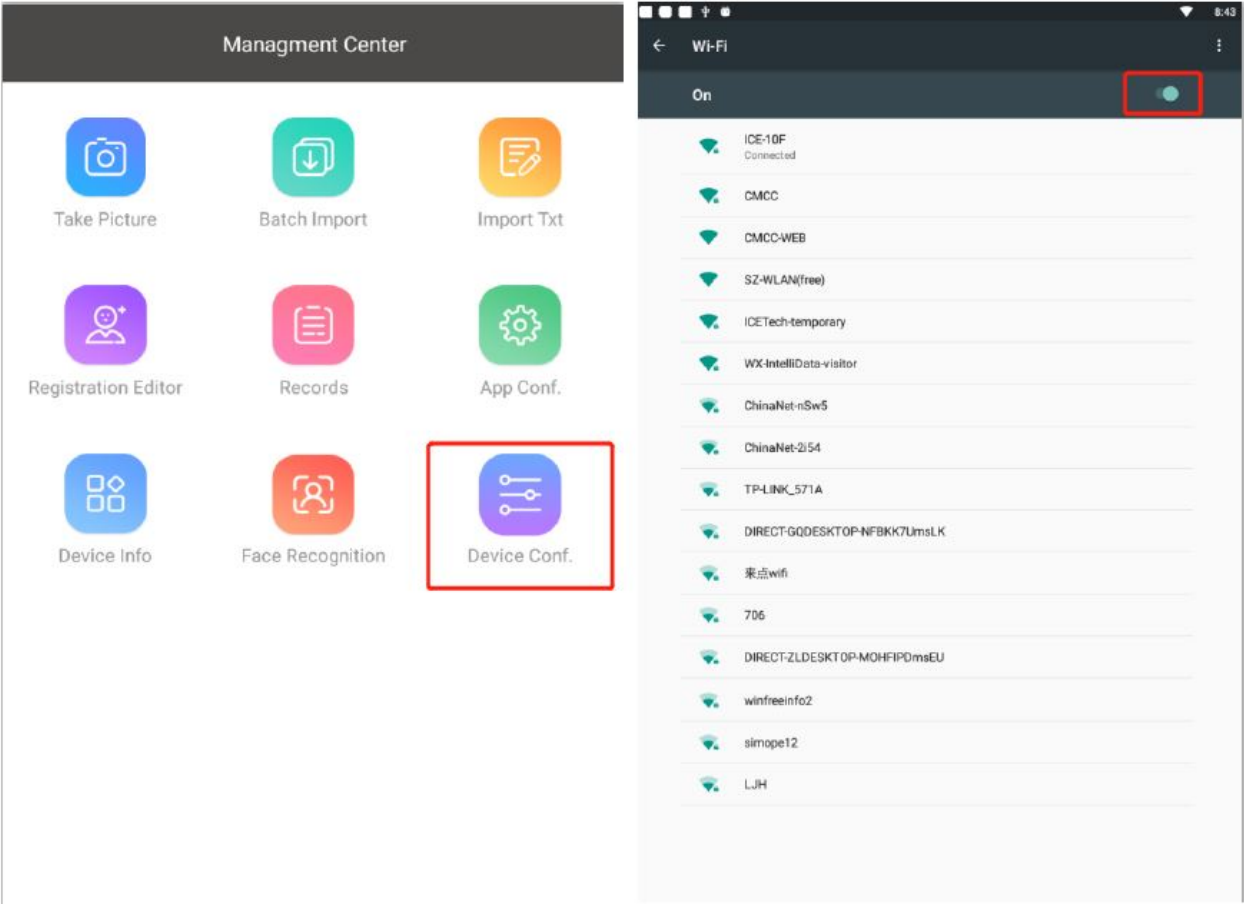 Managment Center
Take Picture
Batch Import
Import Txt
Registration Editor
Records
App Conf.
Device Info
Face Recognition
Device Conf.
8:43
Wi-Fi
On
ICE-10F
Connected
CMCC
CMCC-WEB
SZ-WLAN(free)
ICETech-temporary
WX-IntelliData-visitor
ChinaNet-nSw5
ChinaNet-2i54
TP-LINK_571A
DIRECT-GQDESKTOP-NFBKK7UmsLK
来点wifi
706
DIRECT-ZLDESKTOP-MOHFIPDmsEU
winfreeinfo2
simope12
LJH